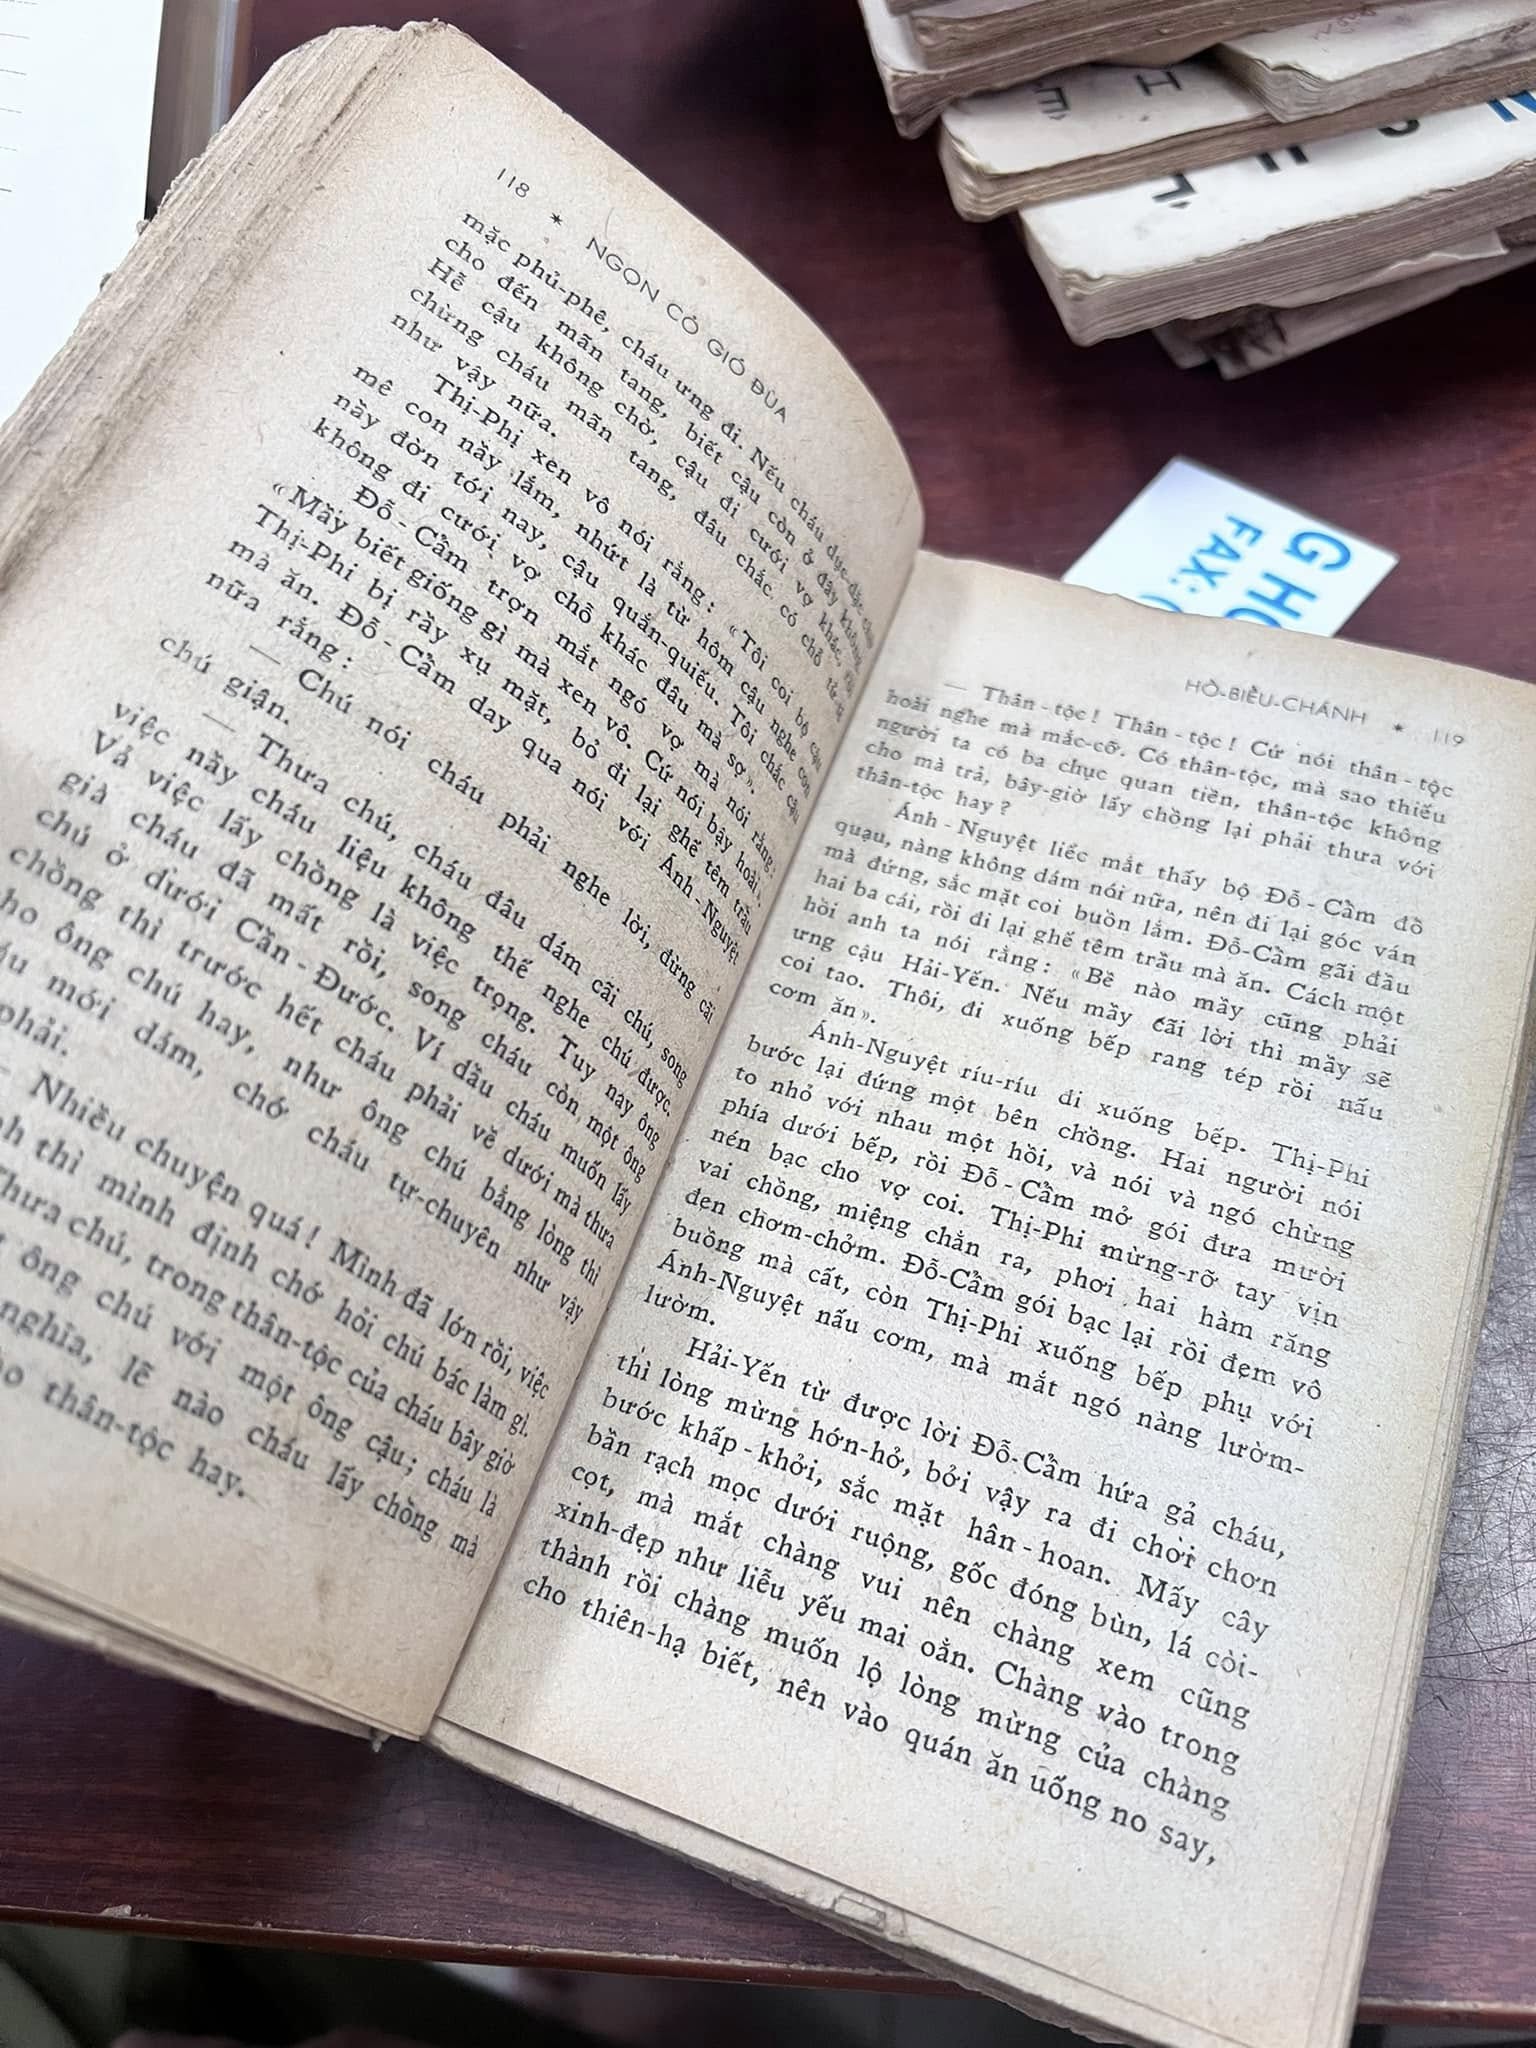 118 * NGỌN CỎ GIÓ ĐÙA
mặc phủ-phê, cháu ưng đi. Nếu cháu dục-dặc chờ
cho đến mãn tang, biết cậu còn ở đây không.
Hễ cậu không chờ, cậu đi cưới vợ khác, rồi
chừng cháu mãn tang, đâu chắc có chỗ tử-tế
như vậy nữa.
Thị-Phi xen vô nói rằng: « Tôi coi bộ cậu
mê con nầy lắm, nhứt là từ hôm cậu nghe con
nầy đờn tới nay, cậu quắn-quiếu. Tôi chắc cậu
không đi cưới vợ chỗ khác đâu mà sợ ».
Đỗ - Cẩm trợn mắt ngó vợ mà nói rằng:
« Mầy biết giống gì mà xen vô. Cứ nói bậy hoài ».
Thị-Phi bị rầy xụ mặt, bỏ đi lại ghế têm trầu
mà ăn. Đỗ - Cẩm day qua nói với Ánh - Nguyệt
nữa rằng:
— Chú nói cháu phải nghe lời, đừng cãi
chú giận.
— Thưa chú, cháu đâu dám cãi chú, song
việc nầy cháu liệu không thế nghe chú được.
Vả việc lấy chồng là việc trọng. Tuy nay ông
già cháu đã mất rồi, song cháu còn một ông
chú ở dưới Cần - Đước. Ví dầu cháu muốn lấy
chồng thì trước hết cháu phải về dưới mà thưa
cho ông chú hay, như ông chú bằng lòng thì
mới dám, chớ cháu tự-chuyên như vậy
phải.
— Nhiều chuyện quá! Mình đã lớn rồi, việc
thì mình định chớ hỏi chú bác làm gì.
Thưa chú, trong thân-tộc của cháu bây giờ
ông chú với một ông cậu; cháu là
nghĩa, lẽ nào cháu lấy chồng mà
thân-tộc hay.
HỒ-BIỂU-CHÁNH * 119
— Thân - tộc! Thân - tộc! Cứ nói thân - tộc
hoài nghe mà mắc-cỡ. Có thân-tộc, mà sao thiếu
người ta có ba chục quan tiền, thân-tộc không
cho mà trả, bây-giờ lấy chồng lại phải thưa với
thân-tộc hay?
Ánh - Nguyệt liếc mắt thấy bộ Đỗ - Cẩm đồ
quạu, nàng không dám nói nữa, nên đi lại góc ván
mà đứng, sắc mặt coi buồn lắm. Đỗ-Cẩm gãi đầu
hai ba cái, rồi đi lại ghế têm trầu mà ăn. Cách một
hồi anh ta nói rằng: « Bề nào mầy cũng phải
ưng cậu Hải-Yến. Nếu mầy cãi lời thì mầy sẽ
coi tao. Thôi, đi xuống bếp rang tép rồi nấu
cơm ăn ».
Ánh-Nguyệt ríu-ríu đi xuống bếp. Thị-Phi
bước lại đứng một bên chồng. Hai người nói
to nhỏ với nhau một hồi, và nói và ngó chừng
phía dưới bếp, rồi Đỗ - Cẩm mở gói đưa mười
nén bạc cho vợ coi. Thị-Phi mừng-rỡ tay vịn
vai chồng, miệng chằn ra, phơi hai hàm răng
đen chơm-chởm. Đỗ-Cẩm gói bạc lại rồi đẹm vô
buồng mà cất, còn Thị-Phi xuống bếp phụ với
Ánh-Nguyệt nấu cơm, mà mắt ngó nàng lườm-
lườm.
Hải-Yến từ được lời Đỗ-Cẩm hứa gả cháu,
thì lòng mừng hớn-hở, bởi vậy ra đi chơi chơn
bước khấp - khởi, sắc mặt hân - hoan. Mấy cây
bần rạch mọc dưới ruộng, gốc đóng bùn, lá còi-
cọt, mà mắt chàng vui nên chàng xem cũng
xinh-đẹp như liễu yếu mai oằn. Chàng vào trong
thành rồi chàng muốn lộ lòng mừng của chàng
cho thiên-hạ biết, nên vào quán ăn uống no say,
G HO
FAX: (